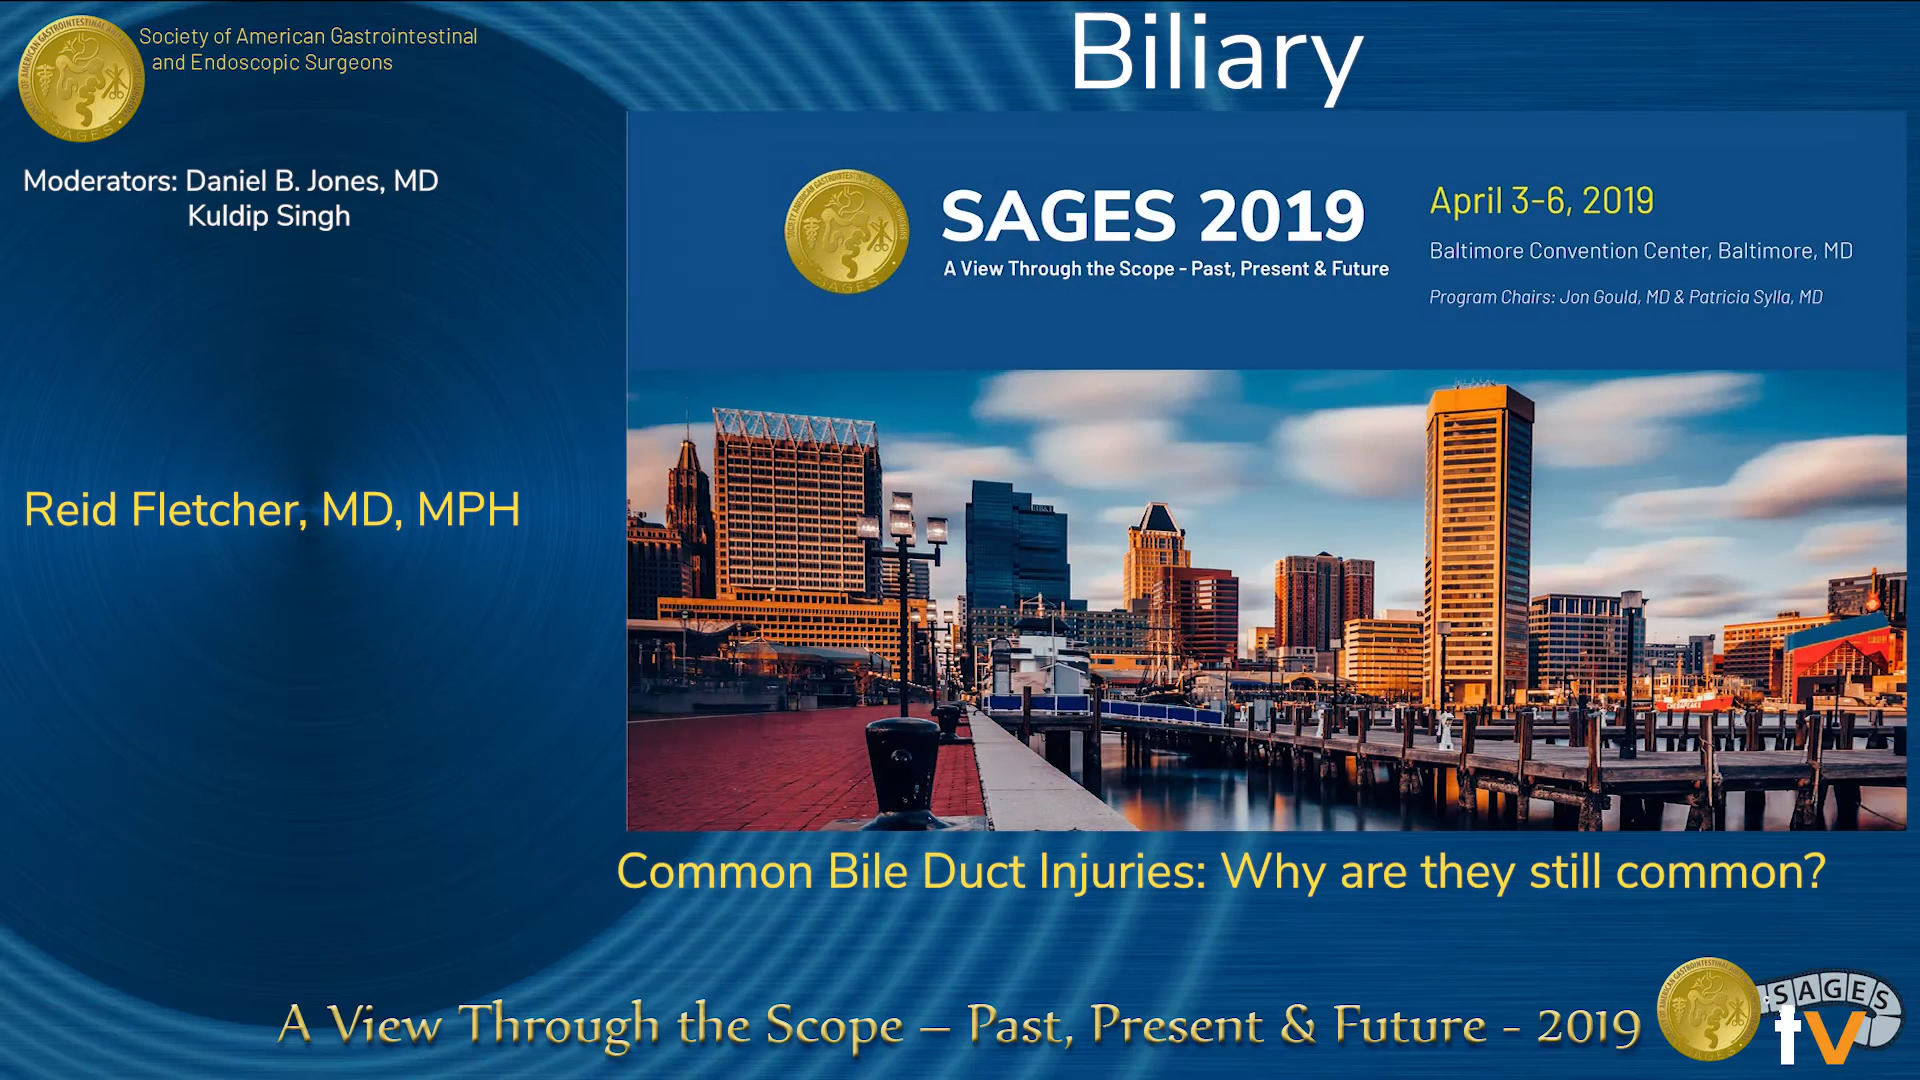 Society of American Gastrointestinal
and Endoscopic Surgeons
Biliary
SAGES
Moderators: Daniel B. Jones, MD
Kuldip Singh
SAGES 2019
A View Through the Scope - Past, Present & Future
April 3-6, 2019
Baltimore Convention Center, Baltimore, MD
Program Chairs: Jon Gould, MD & Patricia Sylla, MD
SAGES
CHESAPEAKE
Reid Fletcher, MD, MPH
Common Bile Duct Injuries: Why are they still common?
A View Through the Scope – Past, Present & Future - 2019
SAGES
tv